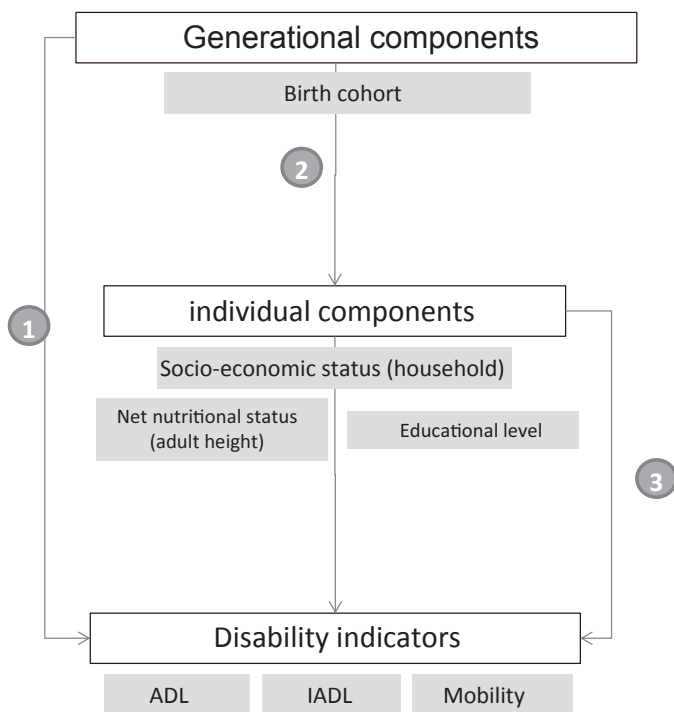 Generational components
Birth cohort
2
1
individual components
Socio-economic status (household)
Net nutritional status
(adult height)
Educational level
3
Disability indicators
ADL
IADL
Mobility